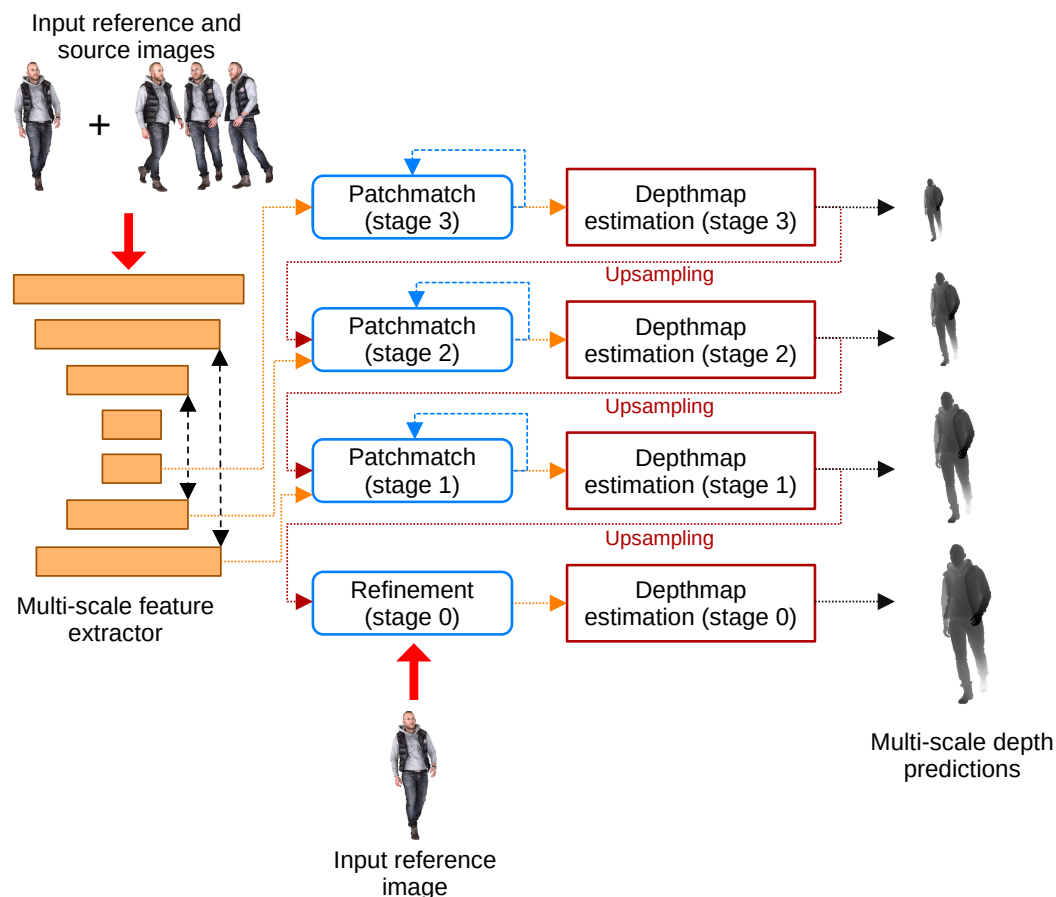 Input reference and
source images
+
Patchmatch
(stage 3)
Depthmap
estimation (stage 3)
Upsampling
Patchmatch
(stage 2)
Depthmap
estimation (stage 2)
Upsampling
Patchmatch
(stage 1)
Depthmap
estimation (stage 1)
Upsampling
Refinement
(stage 0)
Depthmap
estimation (stage 0)
Multi-scale feature
extractor
Multi-scale depth
predictions
Input reference
image